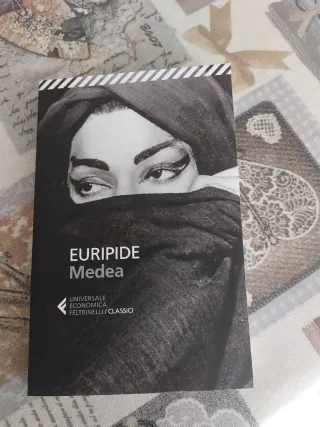 EURIPIDE
Medea
UNIVERSALE
ECONOMICA
FELTRINELLI/CLASSICI